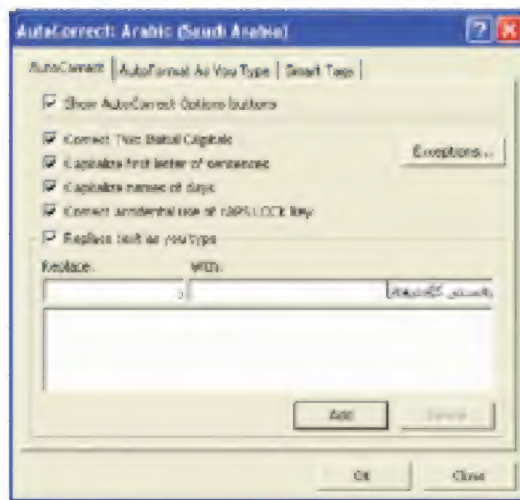 AutoCorrect: Arabic (Saudi Arabia)
AutoCorrect AutoFormat As You Type Smart Tags
Show AutoCorrect Options buttons
Correct TWo INitial CApitals
Exceptions...
Capitalize first letter of sentences
Capitalize names of days
Correct accidental use of cAPS LOCK key
Replace text as you type
Replace: With:
Add Delete
OK Close